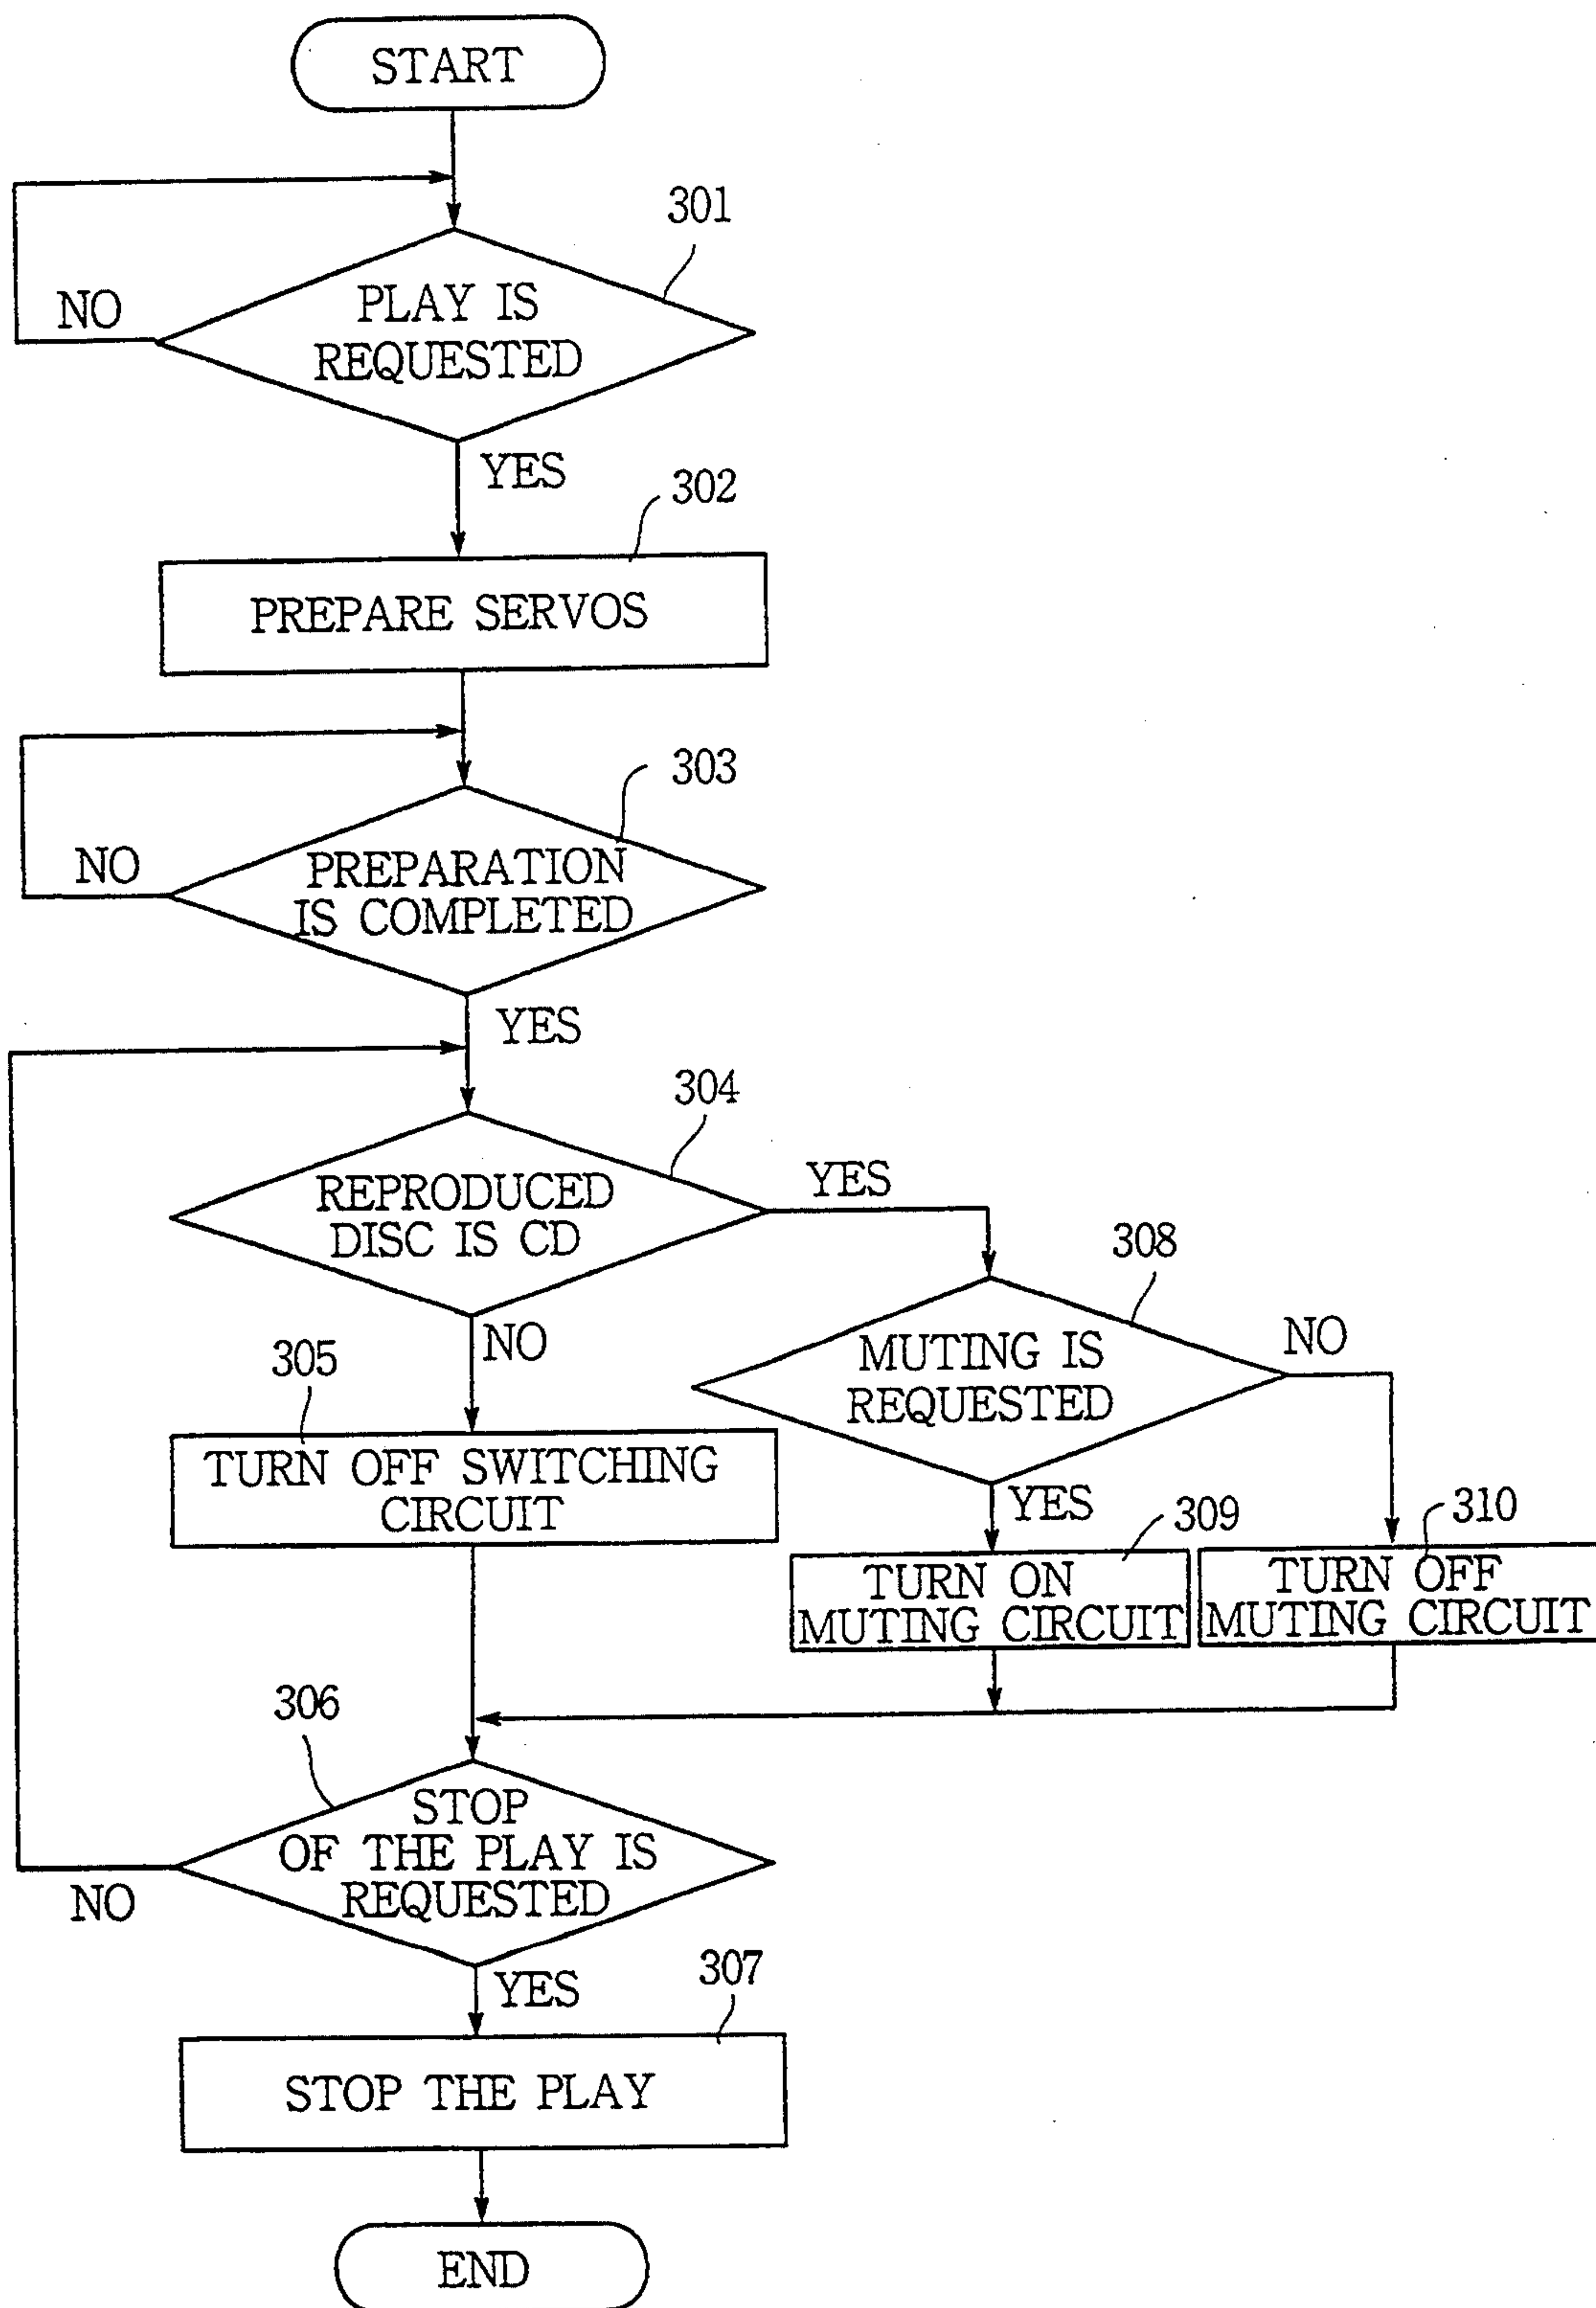 START
301
PLAY IS
REQUESTED
NO
YES
302
PREPARE SERVOS
303
PREPARATION
IS COMPLETED
NO
YES
304
REPRODUCED
DISC IS CD
YES
NO
308
MUTING IS
REQUESTED
NO
YES
305
TURN OFF SWITCHING
CIRCUIT
309
TURN ON
MUTING CIRCUIT
310
TURN OFF
MUTING CIRCUIT
306
STOP
OF THE PLAY IS
REQUESTED
NO
YES
307
STOP THE PLAY
END